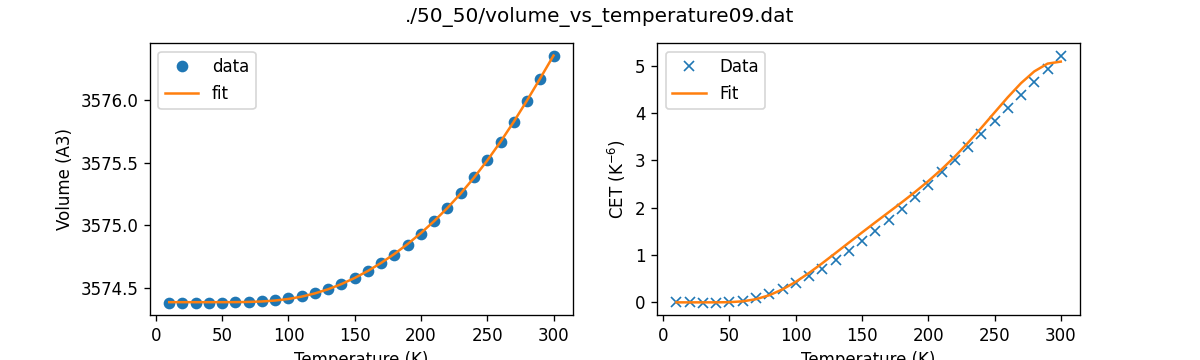 ./50_50/volume_vs_temperature09.dat
data
fit
Volume (A3)
3576.0
3575.5
3575.0
3574.5
0 50 100 150 200 250 300
Temperature (K)
Data
Fit
CET (K⁻⁶)
5
4
3
2
1
0
0 50 100 150 200 250 300
Temperature (K)